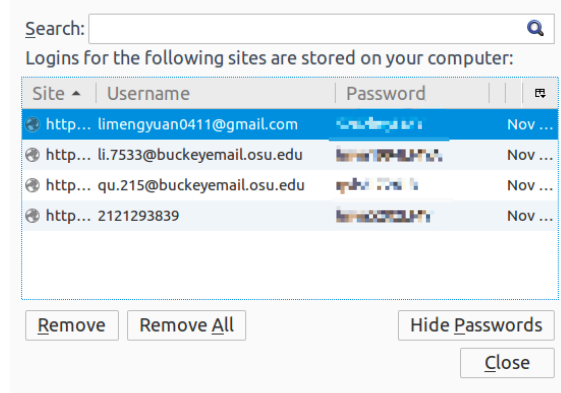 Search:
Logins for the following sites are stored on your computer:
Site Username Password
http... limengyuan0411@gmail.com Nov ...
http... li.7533@buckeyemail.osu.edu Nov ...
http... qu.215@buckeyemail.osu.edu Nov ...
http... 2121293839 Nov ...
Remove Remove All Hide Passwords
Close